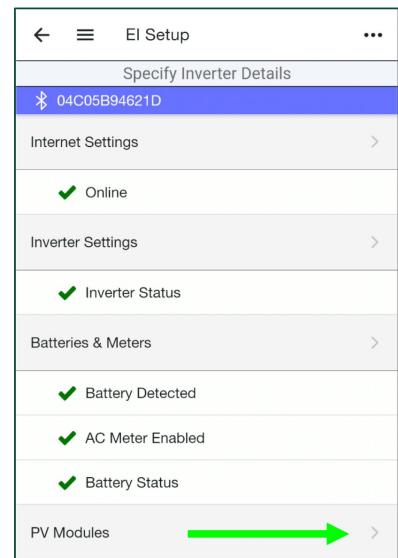 EI Setup
Specify Inverter Details
04C05B94621D
Internet Settings
Online
Inverter Settings
Inverter Status
Batteries & Meters
Battery Detected
AC Meter Enabled
Battery Status
PV Modules